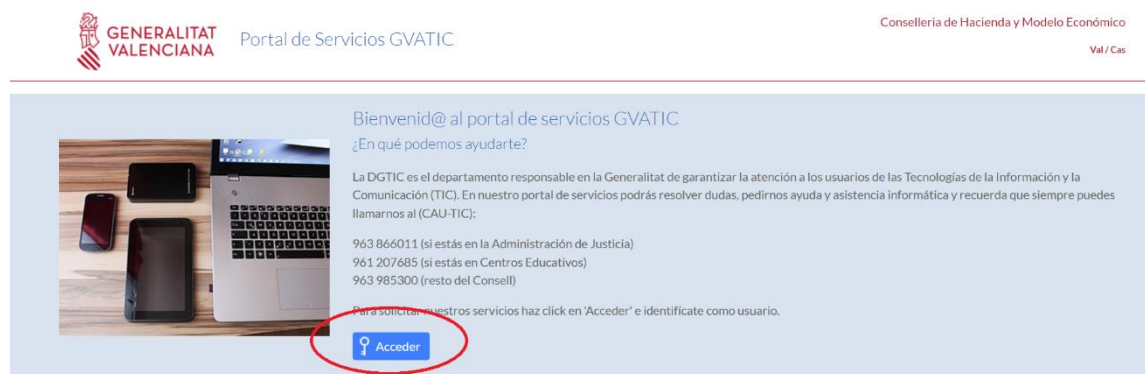 GENERALITAT
VALENCIANA
Portal de Servicios GVATIC
Conselleria de Hacienda y Modelo Económico
Val / Cas
Bienvenid@ al portal de servicios GVATIC
¿En qué podemos ayudarte?
La DGTIC es el departamento responsable en la Generalitat de garantizar la atención a los usuarios de las Tecnologías de la Información y la
Comunicación (TIC). En nuestro portal de servicios podrás resolver dudas, pedirnos ayuda y asistencia informática y recuerda que siempre puedes
llamarnos al (CAU-TIC):
963 866011 (si estás en la Administración de Justicia)
961 207685 (si estás en Centros Educativos)
963 985300 (resto del Consell)
Para solicitar nuestros servicios haz click en 'Acceder' e identifícate como usuario.
Acceder